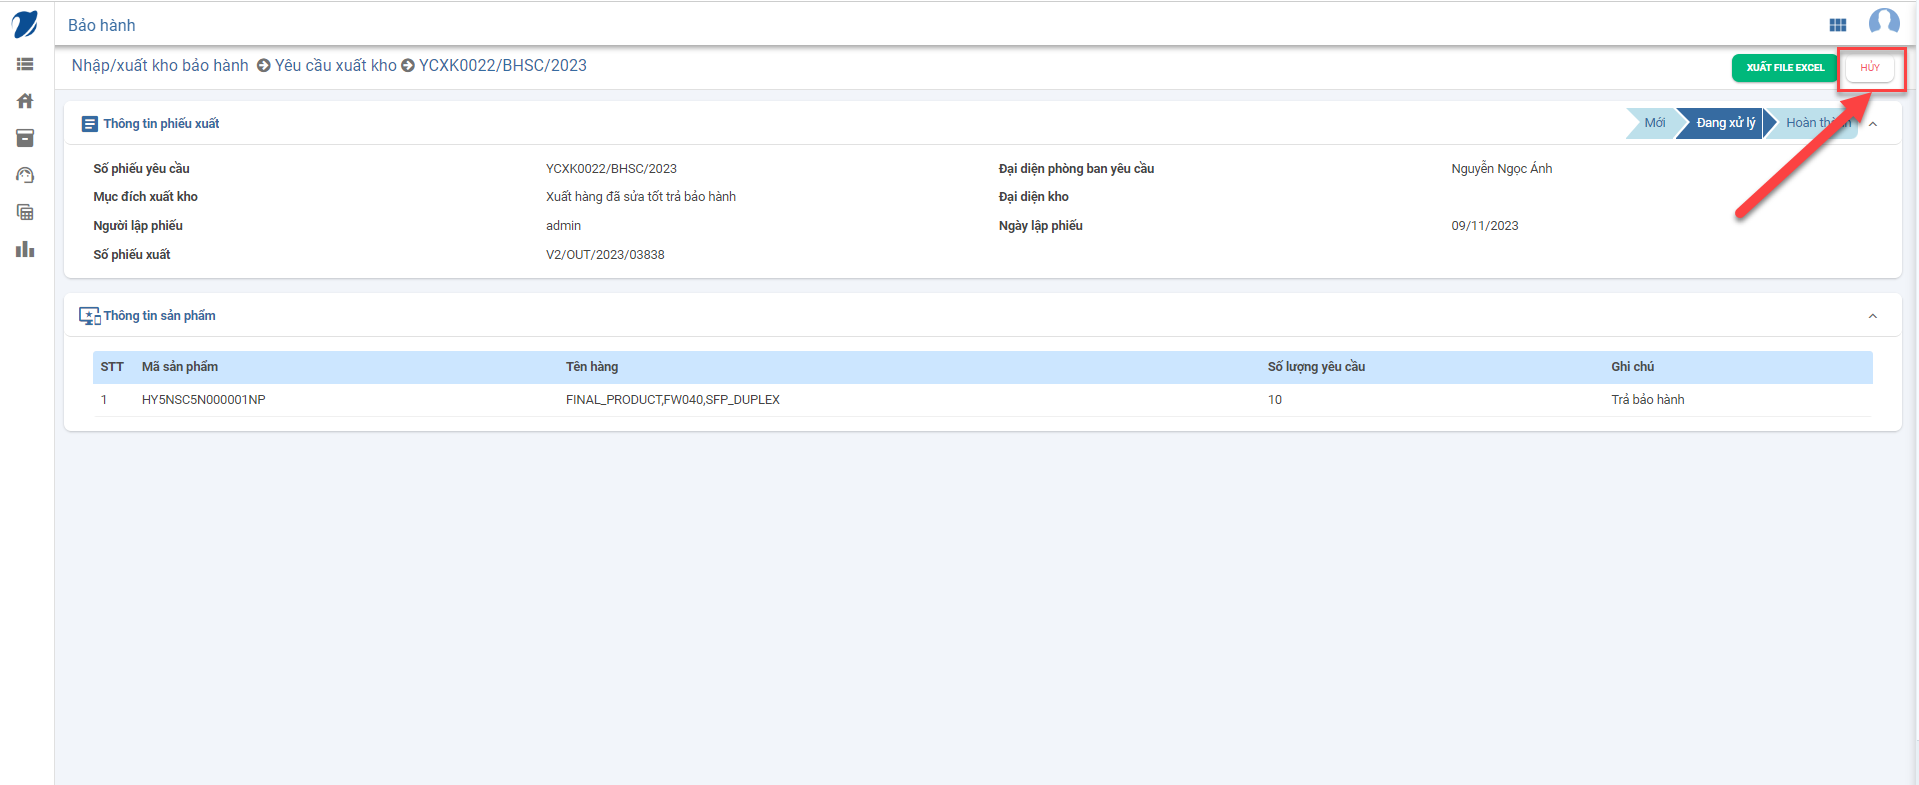 Bảo hành
Nhập/xuất kho bảo hành Yêu cầu xuất kho YCXK0022/BHSC/2023
XUẤT FILE EXCEL HỦY
Thông tin phiếu xuất Mới Đang xử lý Hoàn thành
Số phiếu yêu cầu YCXK0022/BHSC/2023 Đại diện phòng ban yêu cầu Nguyễn Ngọc Ánh
Mục đích xuất kho Xuất hàng đã sửa tốt trả bảo hành Đại diện kho
Người lập phiếu admin Ngày lập phiếu 09/11/2023
Số phiếu xuất V2/OUT/2023/03838
Thông tin sản phẩm
STT Mã sản phẩm Tên hàng Số lượng yêu cầu Ghi chú
1 HY5NSC5N000001NP FINAL_PRODUCT,FW040,SFP_DUPLEX 10 Trả bảo hành